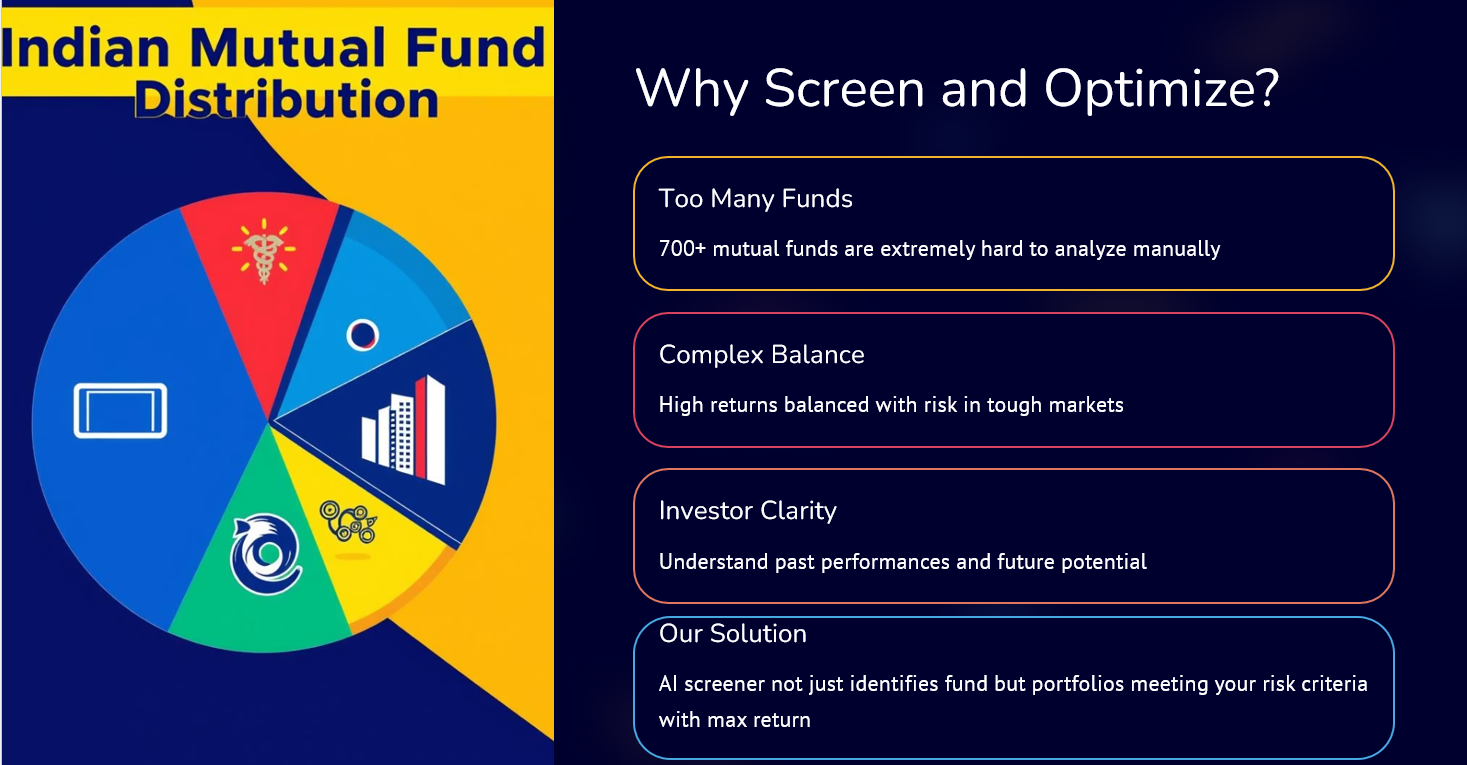 Indian Mutual Fund
Distribution
Why Screen and Optimize?
Too Many Funds
700+ mutual funds are extremely hard to analyze manually
Complex Balance
High returns balanced with risk in tough markets
Investor Clarity
Understand past performances and future potential
Our Solution
AI screener not just identifies fund but portfolios meeting your risk criteria
with max return